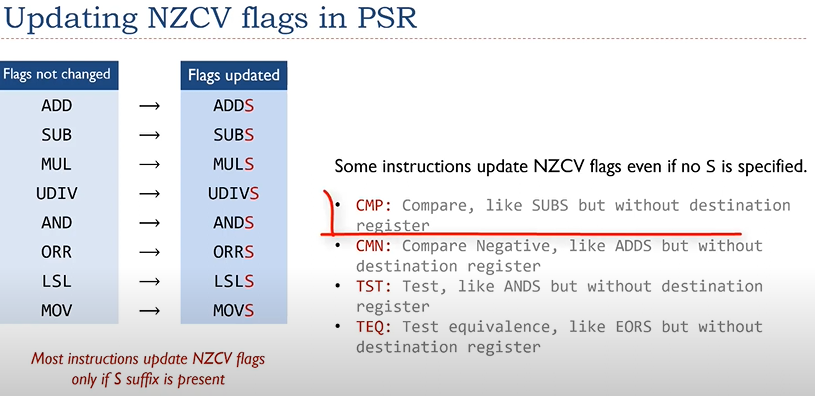 Updating NZCV flags in PSR
Flags not changed Flags updated
ADD → ADDS
SUB → SUBS
MUL → MULS
UDIV → UDIVS
AND → ANDS
ORR → ORRS
LSL → LSLS
MOV → MOVS
Most instructions update NZCV flags
only if S suffix is present
Some instructions update NZCV flags even if no S is specified.
• CMP: Compare, like SUBS but without destination
register
• CMN: Compare Negative, like ADDS but without
destination register
• TST: Test, like ANDS but without destination
register
• TEQ: Test equivalence, like EORS but without
destination register